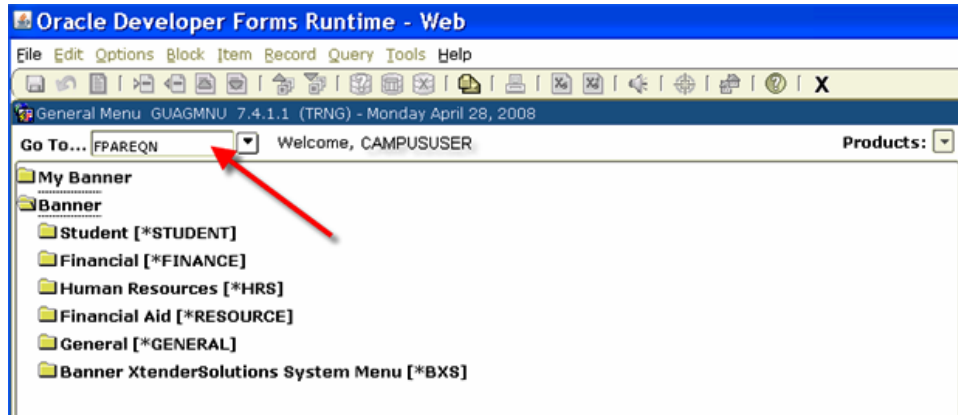 Oracle Developer Forms Runtime - Web
File Edit Options Block Item Record Query Tools Help
X
General Menu GUAGMNU 7.4.1.1 (TRNG) - Monday April 28, 2008
Go To... FPAREQN Welcome, CAMPUSUSER Products:
My Banner
Banner
Student [*STUDENT]
Financial [*FINANCE]
Human Resources [*HRS]
Financial Aid [*RESOURCE]
General [*GENERAL]
Banner XtenderSolutions System Menu [*BXS]